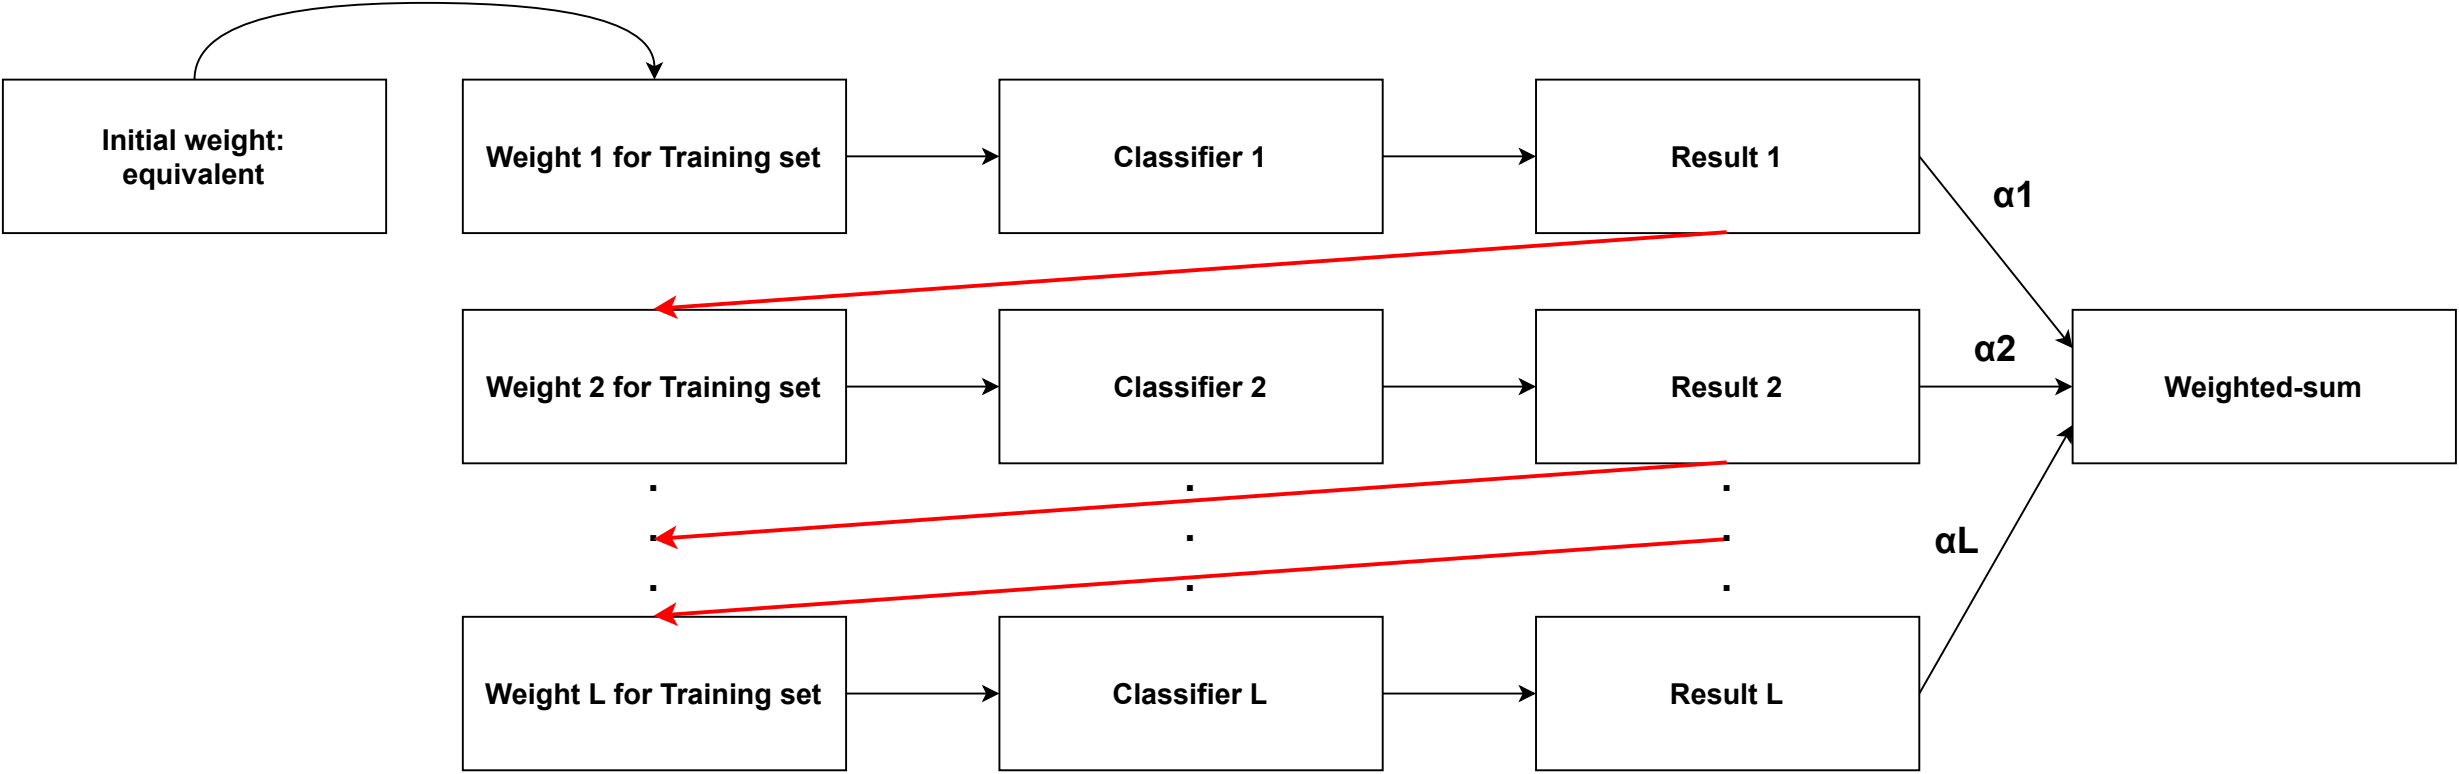 Initial weight:
equivalent
Weight 1 for Training set
Classifier 1
Result 1
α1
Weight 2 for Training set
Classifier 2
Result 2
α2
Weighted-sum
αL
Weight L for Training set
Classifier L
Result L